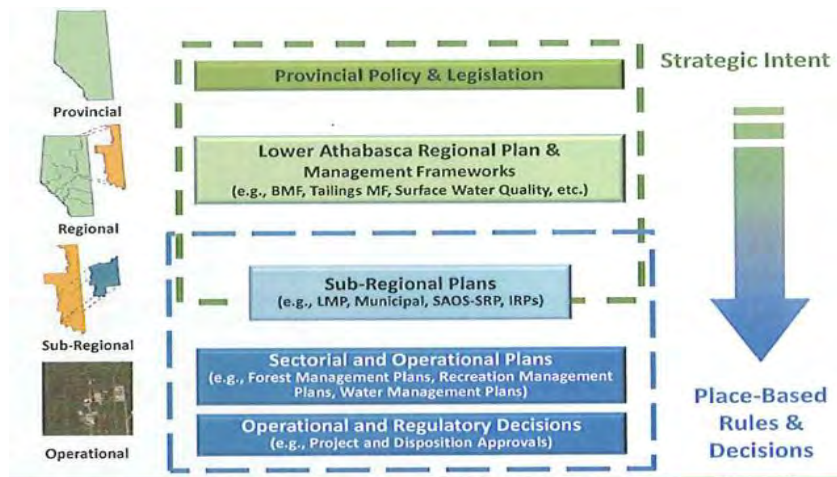 Provincial
Regional
Sub-Regional
Operational
Provincial Policy & Legislation
Lower Athabasca Regional Plan &
Management Frameworks
(e.g., BMF, Tailings MF, Surface Water Quality, etc.)
Sub-Regional Plans
(e.g., LMP, Municipal, SAOS-SRP, IRPs)
Sectorial and Operational Plans
(e.g., Forest Management Plans, Recreation Management
Plans, Water Management Plans)
Operational and Regulatory Decisions
(e.g., Project and Disposition Approvals)
Strategic Intent
Place-Based
Rules &
Decisions